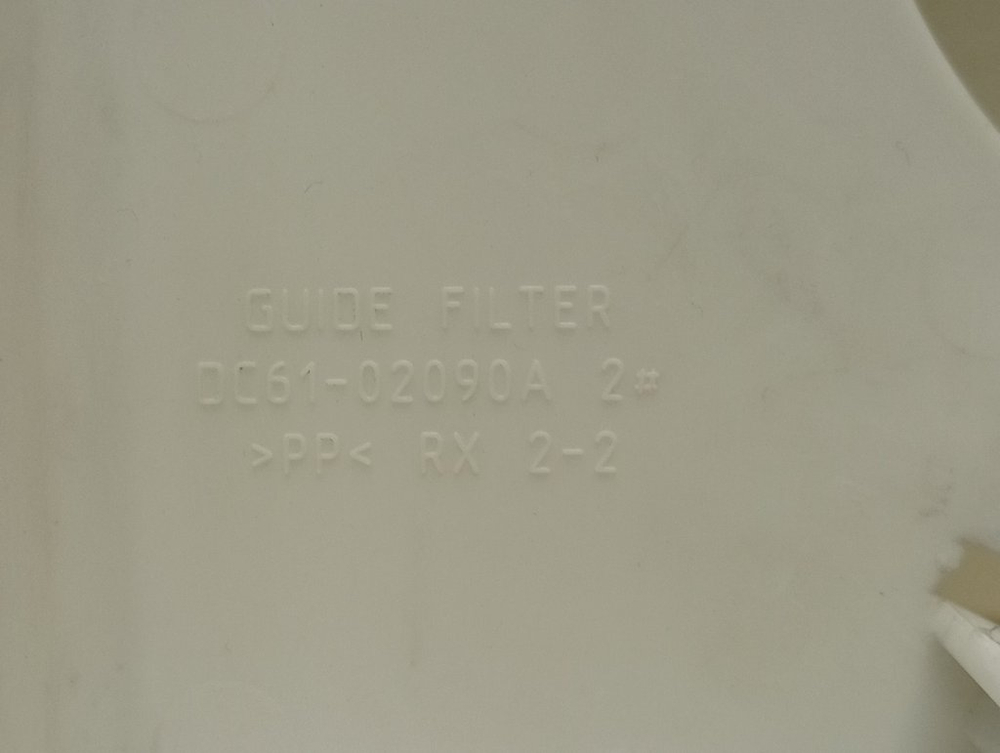 GUIDE FILTER
DC61-02090A 2#
>PP< RX 2-2